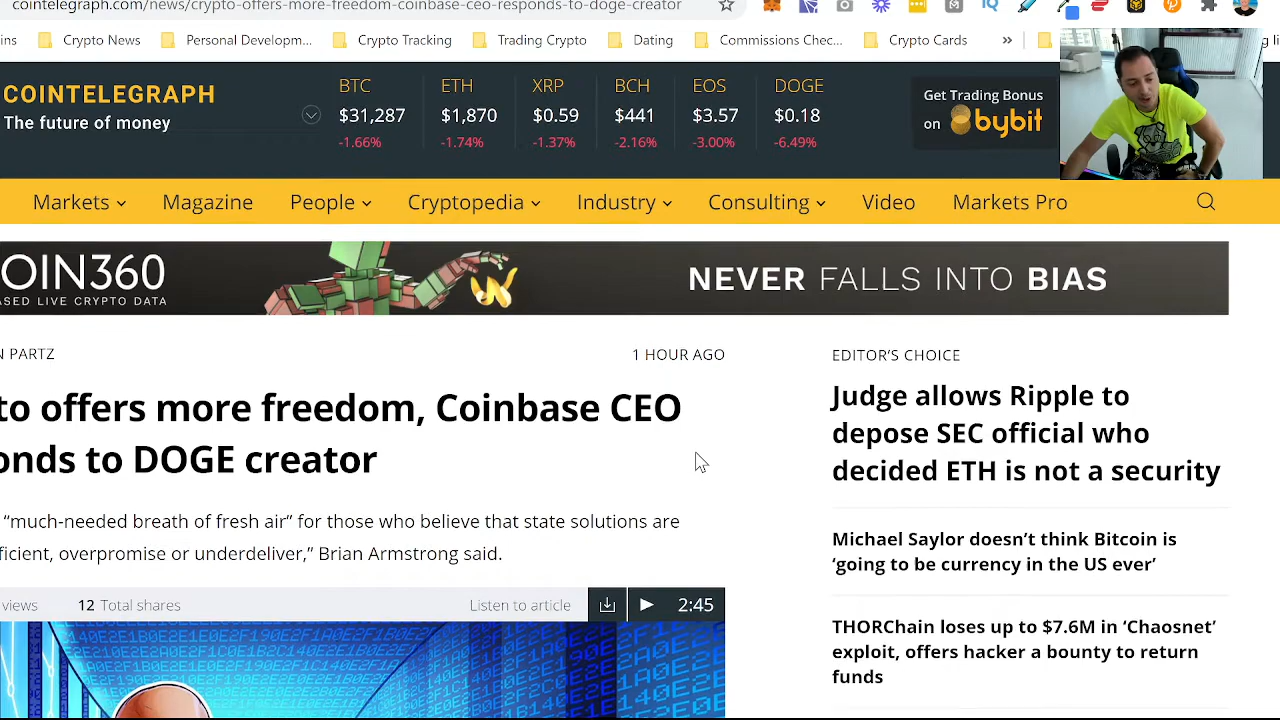 cointelegraph.com/news/crypto-offers-more-freedom-coinbase-ceo-responds-to-doge-creator
ins Crypto News Personal Developm... Crypto Tracking Trading Crypto Dating Commissions Chec... Crypto Cards » g li
COINTELEGRAPH
The future of money
BTC ETH XRP BCH EOS DOGE
$31,287 $1,870 $0.59 $441 $3.57 $0.18
-1.66% -1.74% -1.37% -2.16% -3.00% -6.49%
Get Trading Bonus
on bybit
Markets Magazine People Cryptopedia Industry Consulting Video Markets Pro
OIN360
ASED LIVE CRYPTO DATA
NEVER FALLS INTO BIAS
N PARTZ 1 HOUR AGO
to offers more freedom, Coinbase CEO
onds to DOGE creator
“much-needed breath of fresh air” for those who believe that state solutions are
fficient, overpromise or underdeliver,” Brian Armstrong said.
views 12 Total shares Listen to article 2:45
EDITOR'S CHOICE
Judge allows Ripple to
depose SEC official who
decided ETH is not a security
Michael Saylor doesn’t think Bitcoin is
‘going to be currency in the US ever’
THORChain loses up to $7.6M in ‘Chaosnet’
exploit, offers hacker a bounty to return
funds